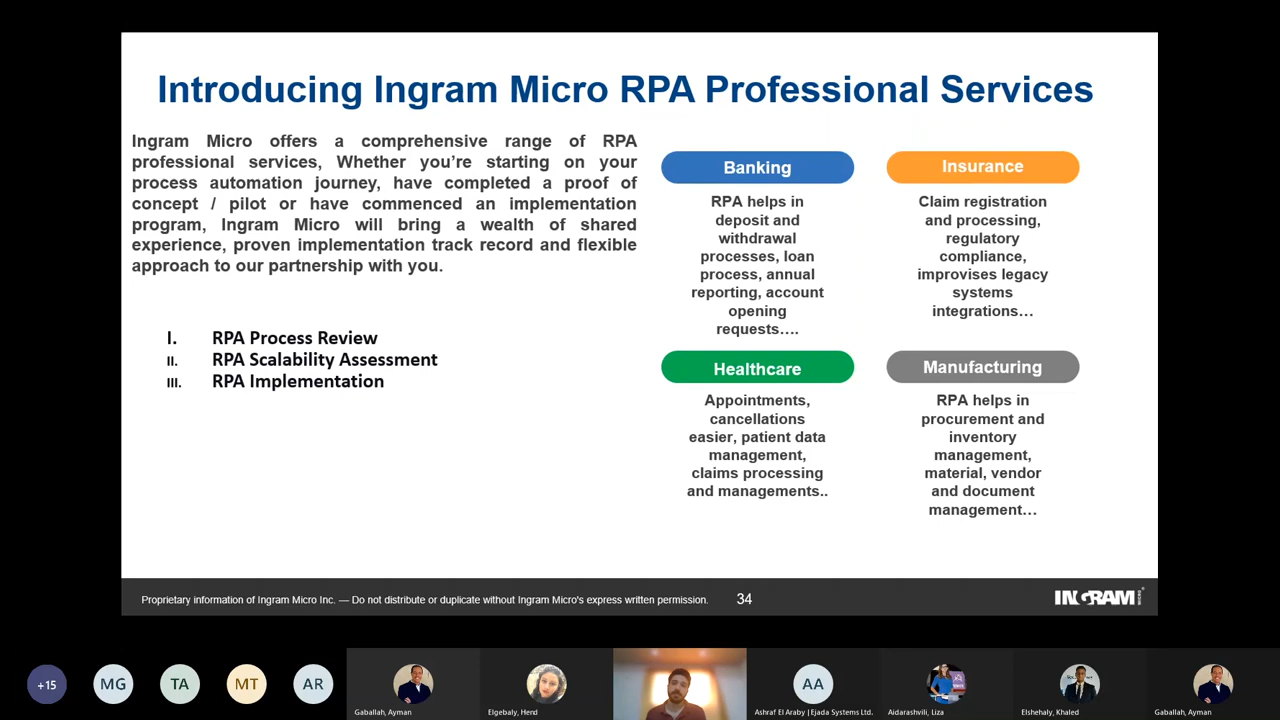 Introducing Ingram Micro RPA Professional Services
Ingram Micro offers a comprehensive range of RPA
professional services, Whether you’re starting on your
process automation journey, have completed a proof of
concept / pilot or have commenced an implementation
program, Ingram Micro will bring a wealth of shared
experience, proven implementation track record and flexible
approach to our partnership with you.
I. RPA Process Review
II. RPA Scalability Assessment
III. RPA Implementation
Banking
RPA helps in
deposit and
withdrawal
processes, loan
process, annual
reporting, account
opening
requests….
Insurance
Claim registration
and processing,
regulatory
compliance,
improvises legacy
systems
integrations…
Healthcare
Appointments,
cancellations
easier, patient data
management,
claims processing
and managements..
Manufacturing
RPA helps in
procurement and
inventory
management,
material, vendor
and document
management…
Proprietary information of Ingram Micro Inc. — Do not distribute or duplicate without Ingram Micro's express written permission.
34
INGRAM MICRO
+15
MG
TA
MT
AR
Gaballah, Ayman
Elgebaly, Hend
AA
Ashraf El Araby | Ejada Systems Ltd.
Aidarashvili, Liza
Elshehaly, Khaled
Gaballah, Ayman